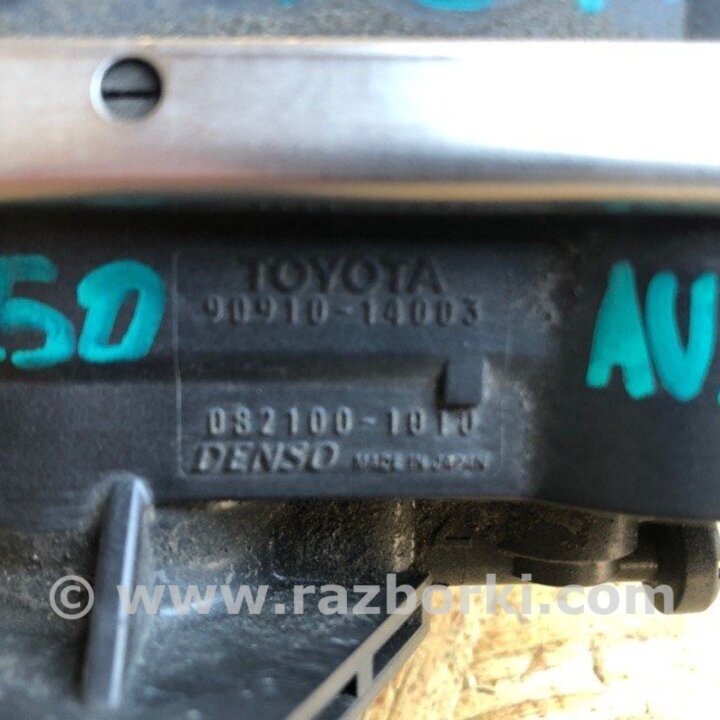 TOYOTA
90910-14003
50 AV
082100-1010
DENSO MADE IN JAPAN
© www.razborki.com